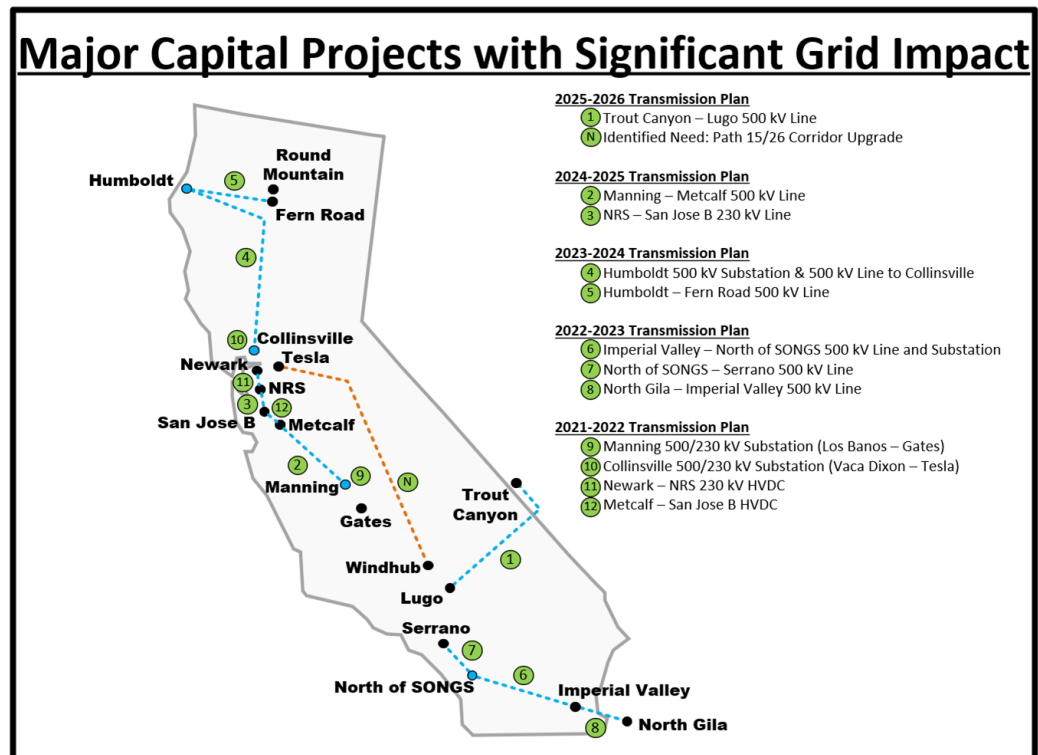 Major Capital Projects with Significant Grid Impact
2025-2026 Transmission Plan
1 Trout Canyon – Lugo 500 kV Line
N Identified Need: Path 15/26 Corridor Upgrade
2024-2025 Transmission Plan
2 Manning – Metcalf 500 kV Line
3 NRS – San Jose B 230 kV Line
2023-2024 Transmission Plan
4 Humboldt 500 kV Substation & 500 kV Line to Collinsville
5 Humboldt – Fern Road 500 kV Line
2022-2023 Transmission Plan
6 Imperial Valley – North of SONGS 500 kV Line and Substation
7 North of SONGS – Serrano 500 kV Line
8 North Gila – Imperial Valley 500 kV Line
2021-2022 Transmission Plan
9 Manning 500/230 kV Substation (Los Banos – Gates)
10 Collinsville 500/230 kV Substation (Vaca Dixon – Tesla)
11 Newark – NRS 230 kV HVDC
12 Metcalf – San Jose B HVDC
Round
Mountain
Humboldt
5
Fern Road
4
10
Collinsville
Tesla
Newark
11
NRS
3
12
San Jose B
Metcalf
2
9
Manning
N
Gates
Trout
Canyon
1
Windhub
Lugo
Serrano
7
6
North of SONGS
Imperial Valley
8
North Gila